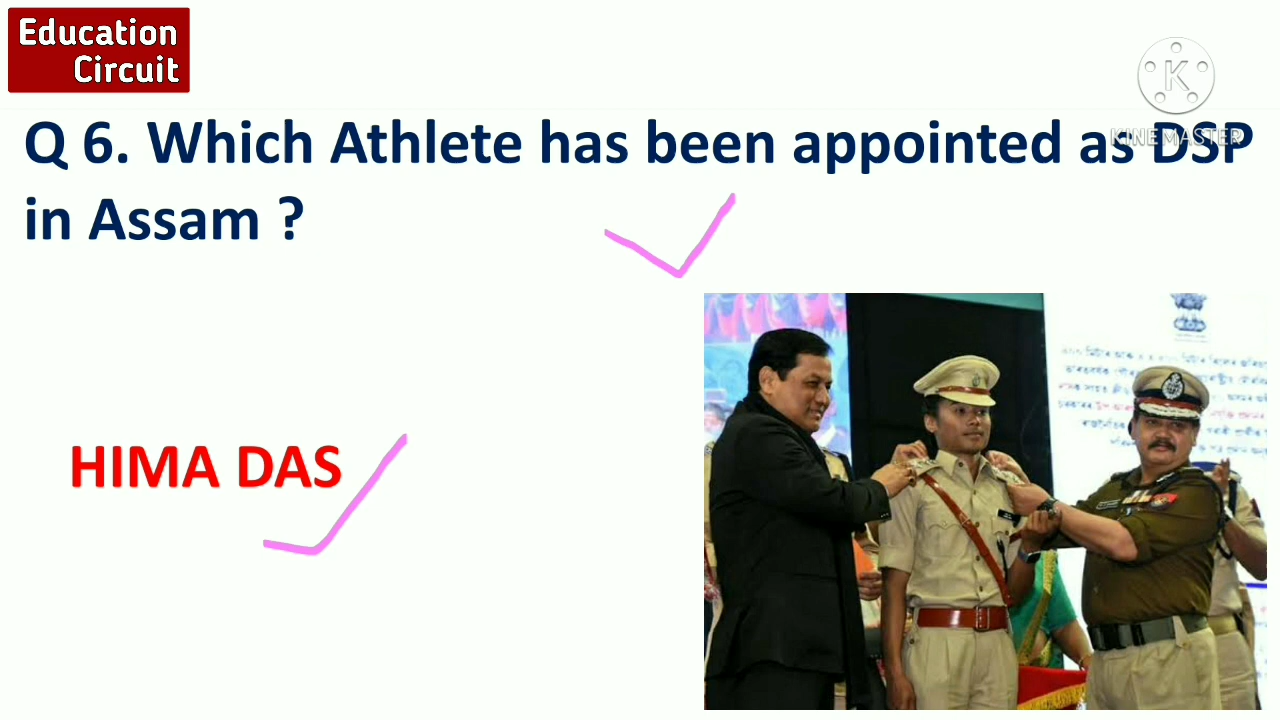 Education
Circuit
K
KINEMASTER
Q 6. Which Athlete has been appointed as DSP
in Assam ?
HIMA DAS